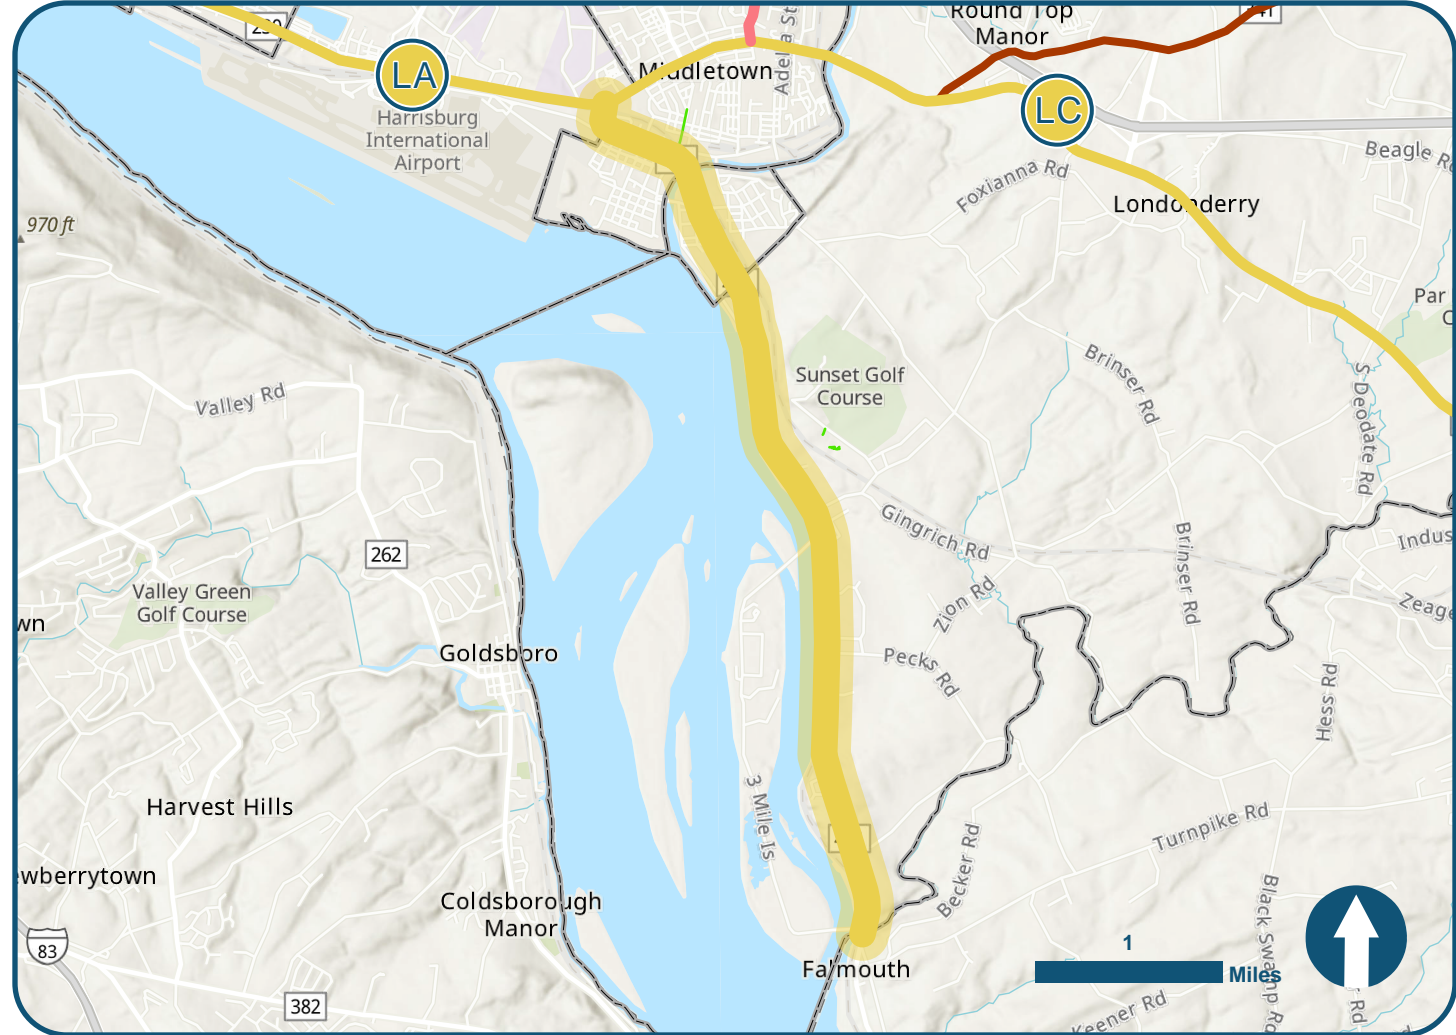 Round Top
Manor
LA
Middletown
Adelia St
LC
Harrisburg
International
Airport
Beagle Rd
Foxianna Rd
Londonderry
970 ft
Par
Brinser Rd
Sunset Golf
Course
S Deodate Rd
Valley Rd
Gingrich Rd
Brinser Rd
262
Indus
Valley Green
Golf Course
Zion Rd
Zeage
wn
Goldsboro
Pecks Rd
Hess Rd
Harvest Hills
3 Mile Is
Turnpike Rd
Becker Rd
ewberrytown
Coldsborough
Manor
Black Swamp Rd
83
1
Miles
Falmouth
382
Keener Rd
r Rd